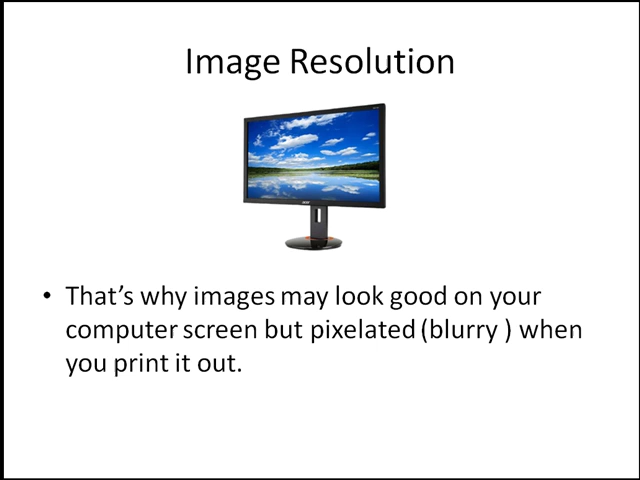 Image Resolution
• That's why images may look good on your
computer screen but pixelated (blurry ) when
you print it out.